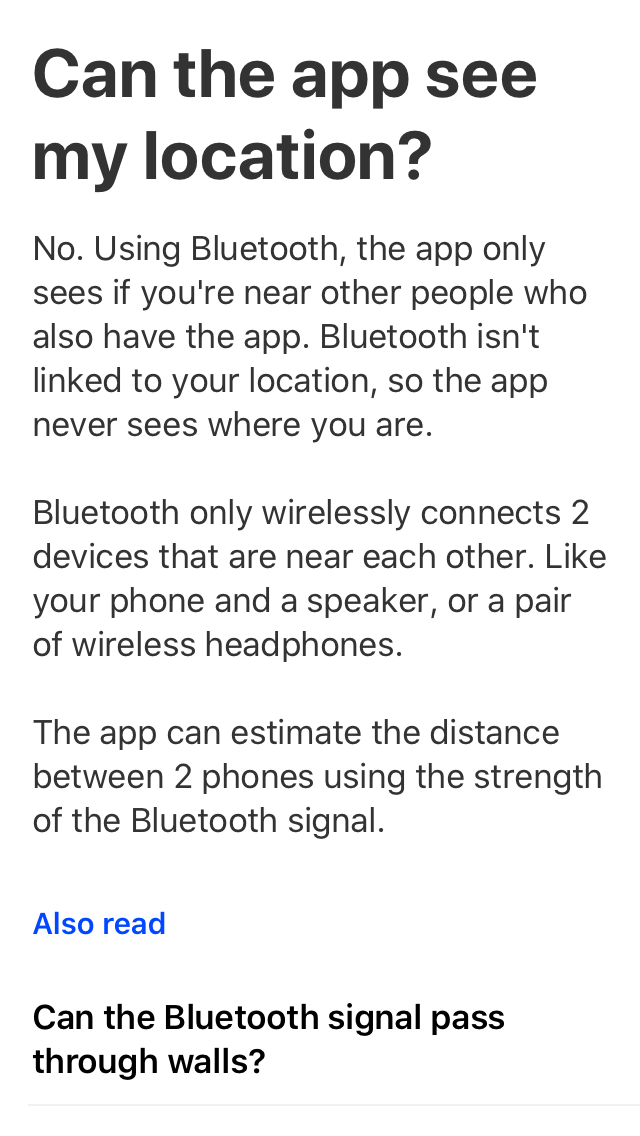 Can the app see
my location?
No. Using Bluetooth, the app only
sees if you're near other people who
also have the app. Bluetooth isn't
linked to your location, so the app
never sees where you are.
Bluetooth only wirelessly connects 2
devices that are near each other. Like
your phone and a speaker, or a pair
of wireless headphones.
The app can estimate the distance
between 2 phones using the strength
of the Bluetooth signal.
Also read
Can the Bluetooth signal pass
through walls?